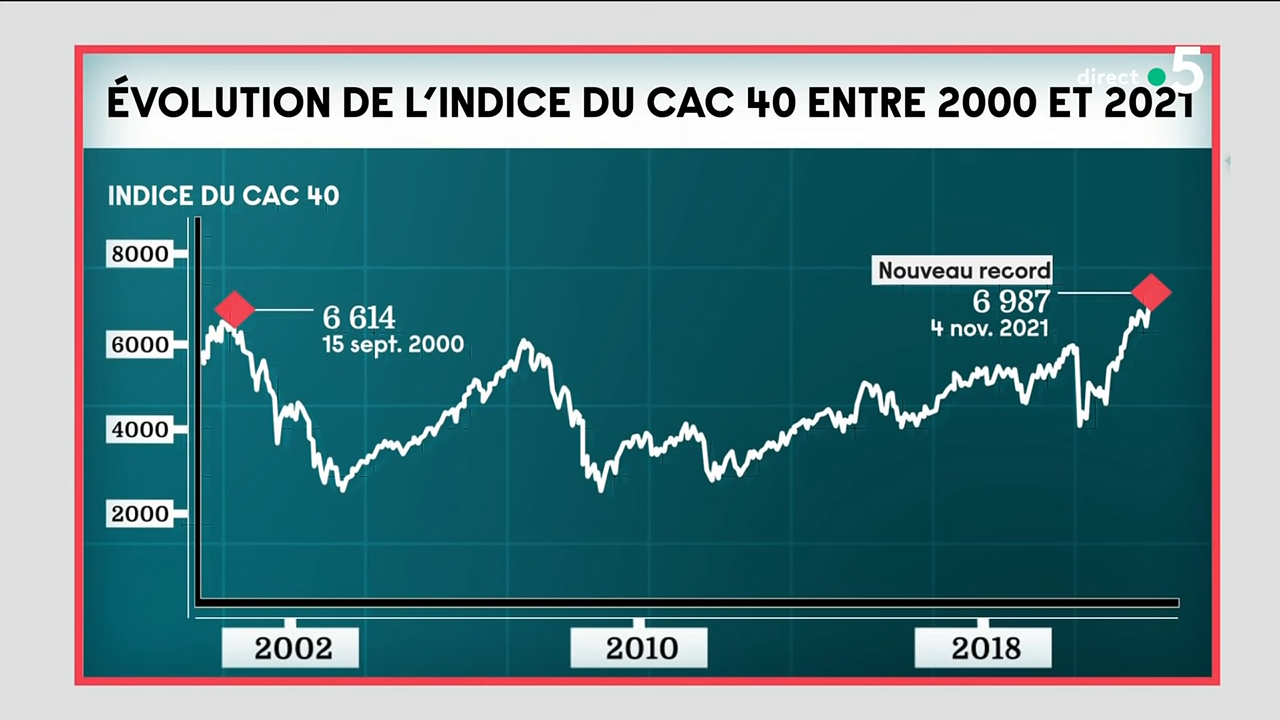 direct 5
ÉVOLUTION DE L'INDICE DU CAC 40 ENTRE 2000 ET 2021
INDICE DU CAC 40
8000
6000
4000
2000
6 614
15 sept. 2000
Nouveau record
6 987
4 nov. 2021
2002
2010
2018